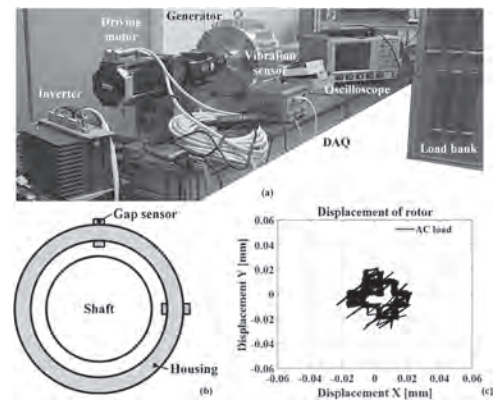 Generator
Driving
motor
Vibration
sensor
Inverter
Oscilloscope
DAQ
Load bank
(a)
Gap sensor
Shaft
Housing
(b)
Displacement of rotor
AC load
Displacement Y [mm]
0.06
0.04
0.02
0
-0.02
-0.04
-0.06
-0.06 -0.04 -0.02 0 0.02 0.04 0.06
Displacement X [mm]
(c)